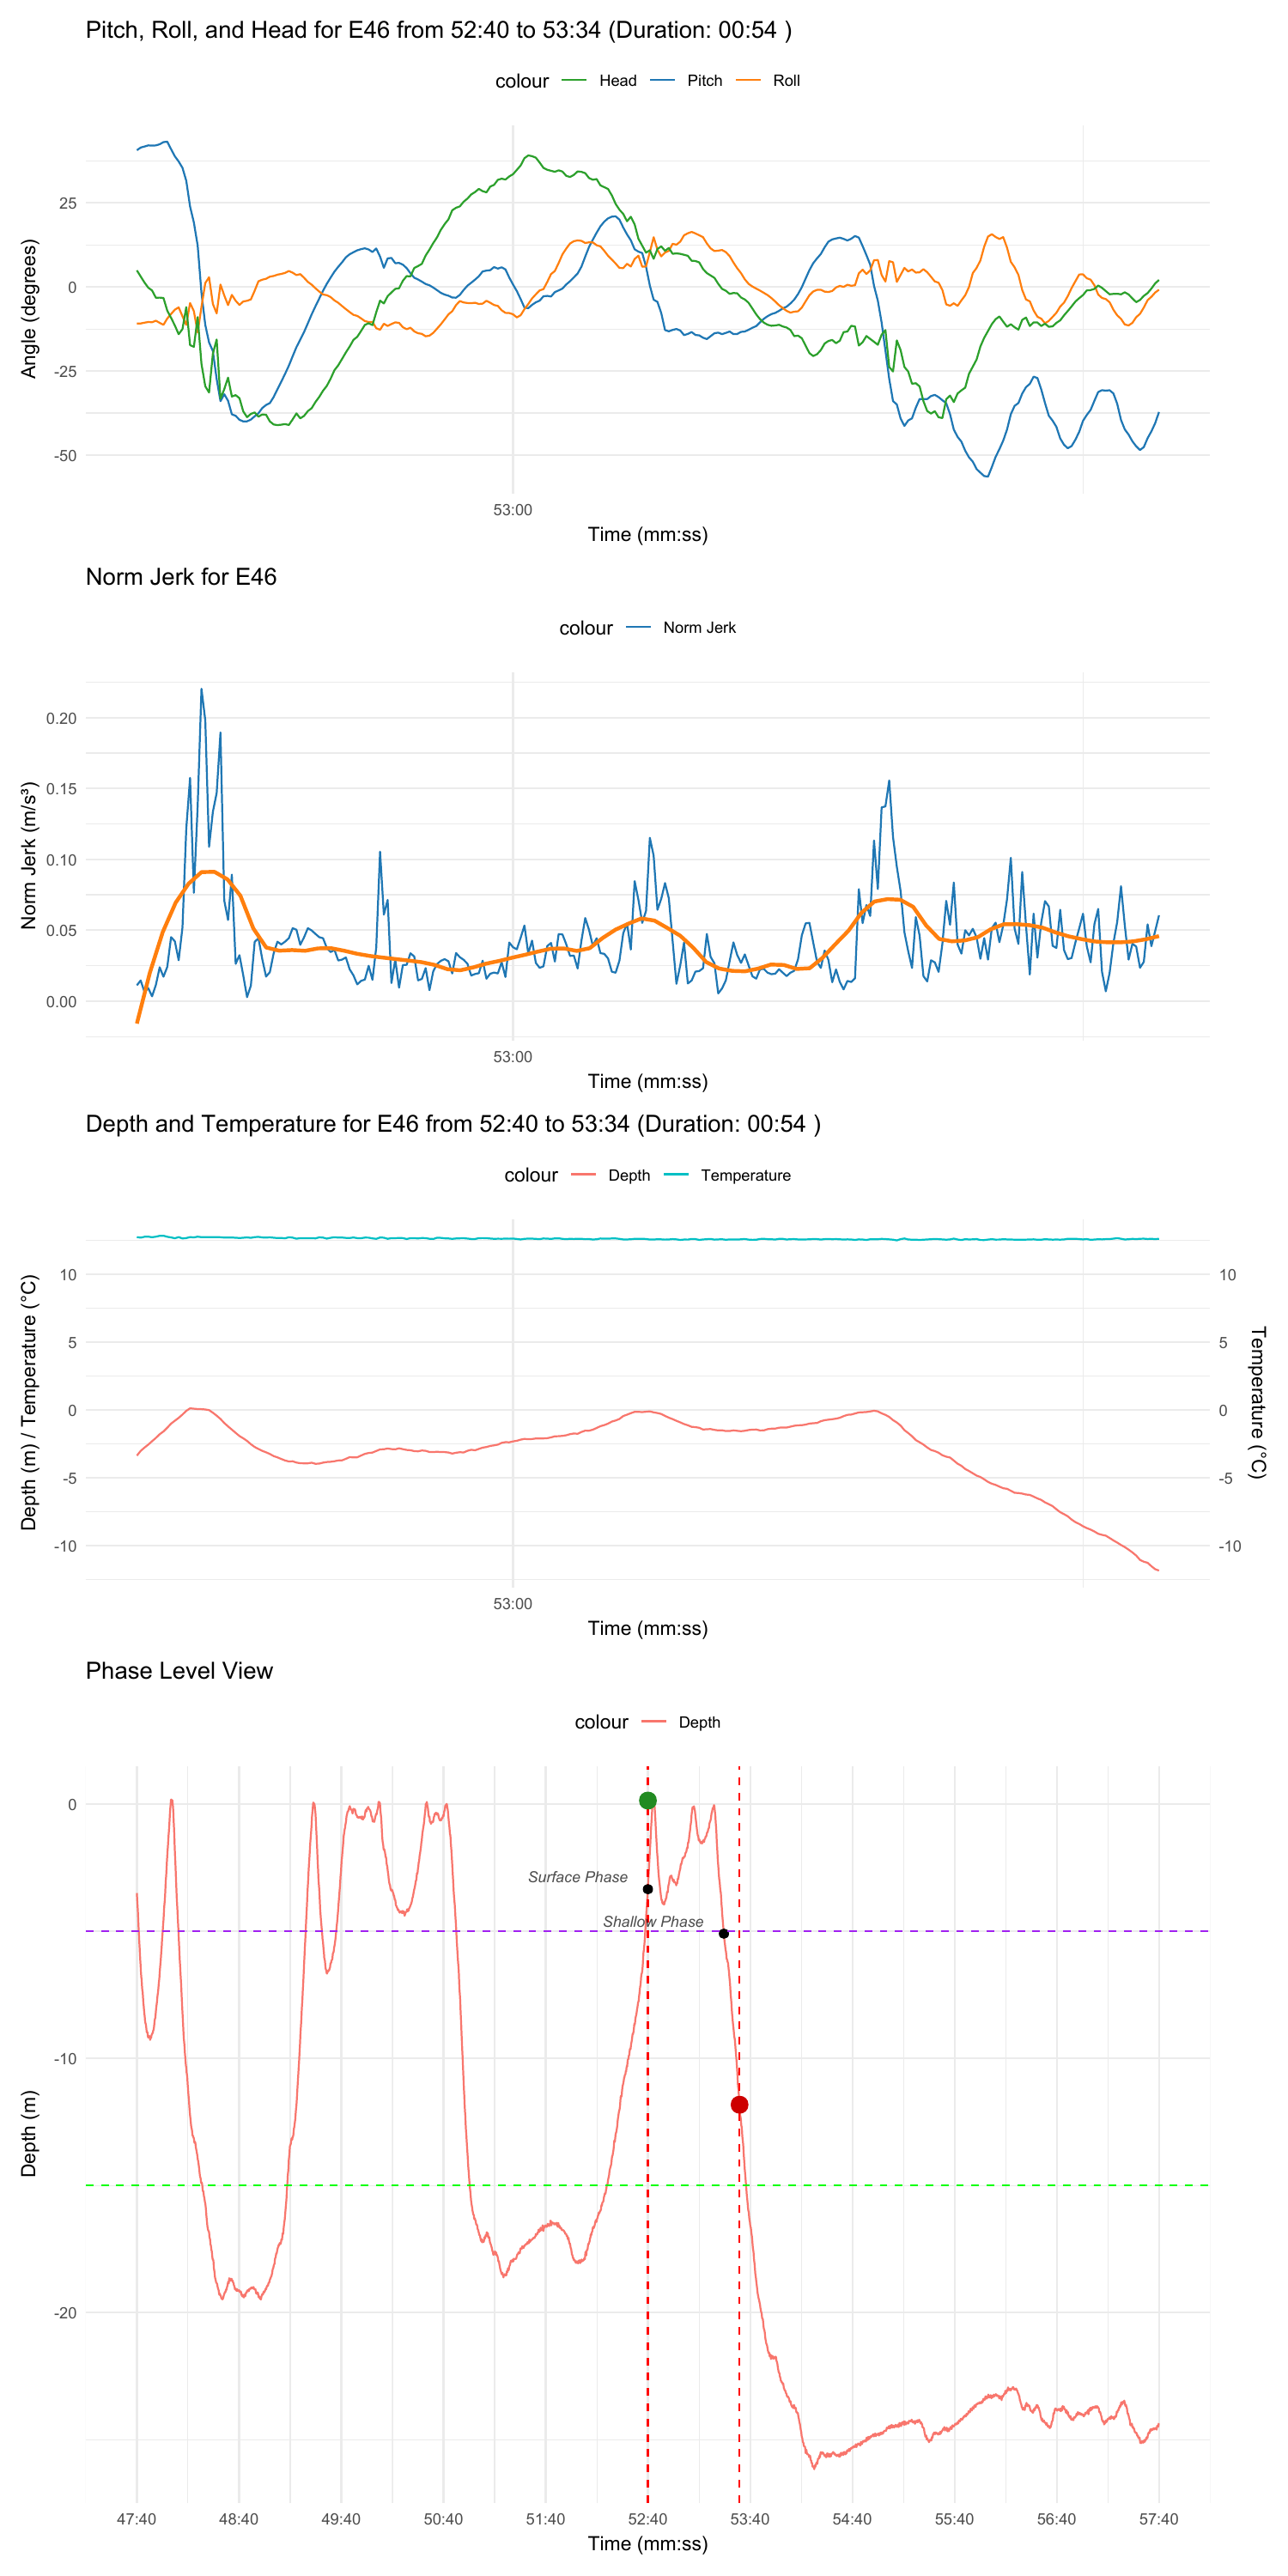 Pitch, Roll, and Head for E46 from 52:40 to 53:34 (Duration: 00:54 )
colour Head Pitch Roll
Angle (degrees)
25
0
-25
-50
53:00
Time (mm:ss)
Norm Jerk for E46
colour Norm Jerk
Norm Jerk (m/s³)
0.20
0.15
0.10
0.05
0.00
53:00
Time (mm:ss)
Depth and Temperature for E46 from 52:40 to 53:34 (Duration: 00:54 )
colour Depth Temperature
Depth (m) / Temperature (°C)
10 10
5 5
0 0
-5 -5
-10 -10
Temperature (°C)
53:00
Time (mm:ss)
Phase Level View
colour Depth
Depth (m)
0
Surface Phase
Shallow Phase
-10
-20
47:40 48:40 49:40 50:40 51:40 52:40 53:40 54:40 55:40 56:40 57:40
Time (mm:ss)